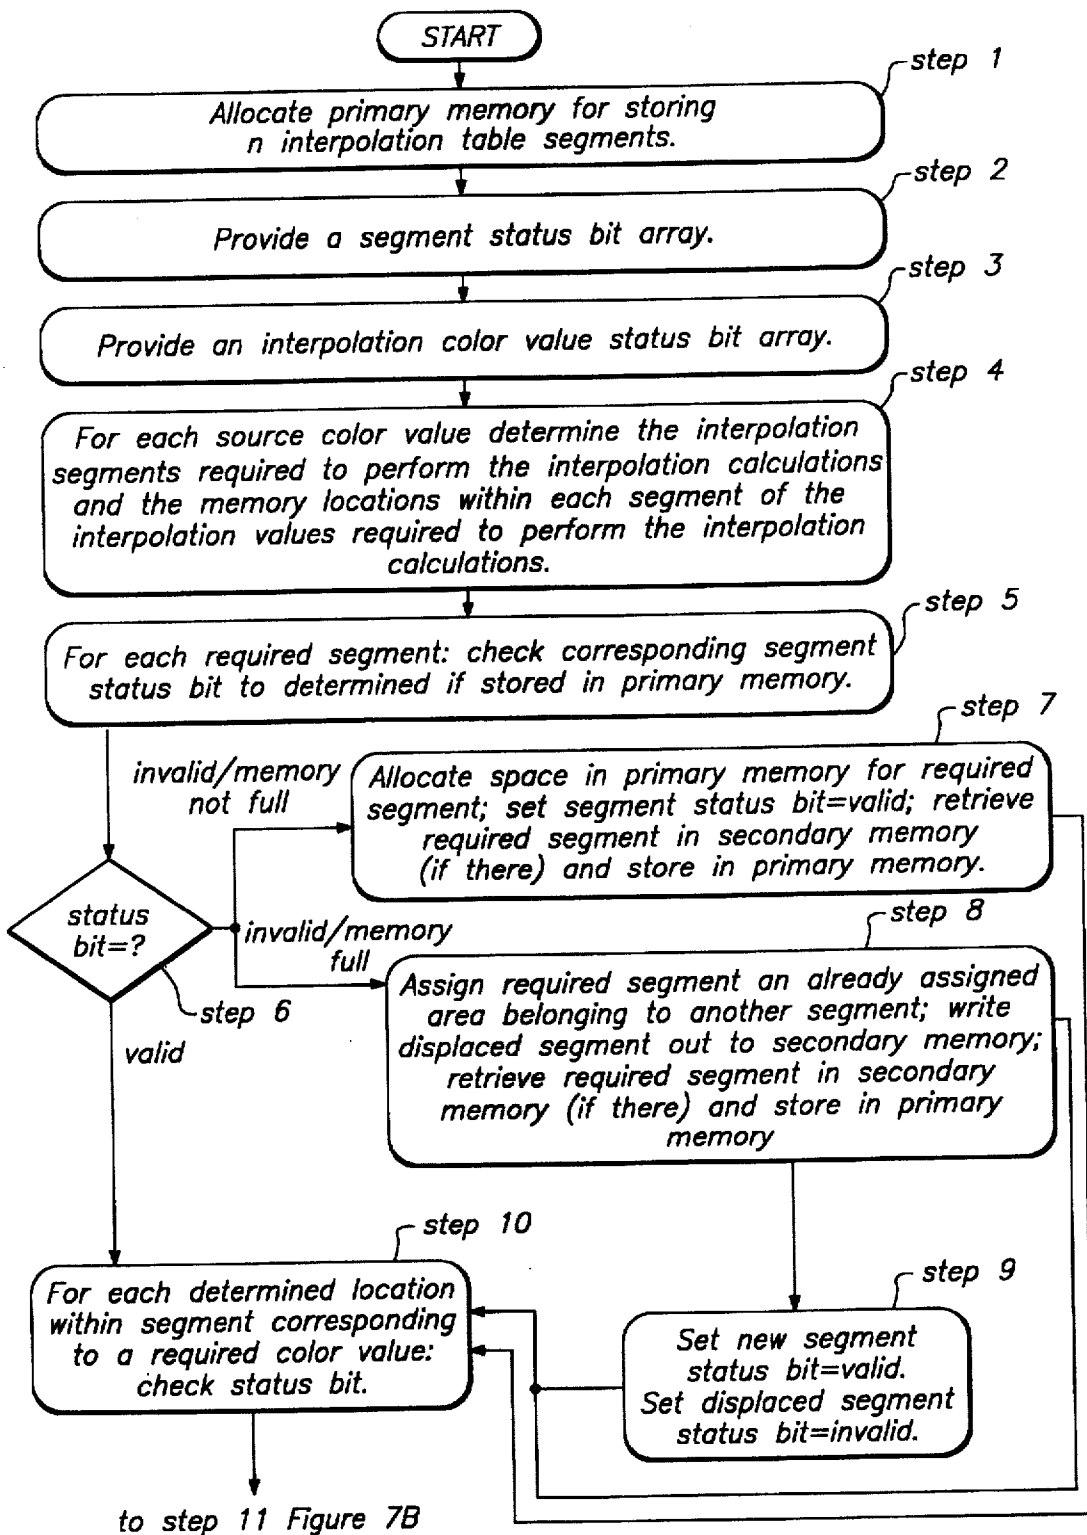 START
step 1
Allocate primary memory for storing
n interpolation table segments.
step 2
Provide a segment status bit array.
step 3
Provide an interpolation color value status bit array.
step 4
For each source color value determine the interpolation
segments required to perform the interpolation calculations
and the memory locations within each segment of the
interpolation values required to perform the interpolation
calculations.
step 5
For each required segment: check corresponding segment
status bit to determined if stored in primary memory.
step 7
invalid/memory
not full
Allocate space in primary memory for required
segment; set segment status bit=valid; retrieve
required segment in secondary memory
(if there) and store in primary memory.
status
bit=?
step 6
invalid/memory
full
step 8
Assign required segment an already assigned
area belonging to another segment; write
displaced segment out to secondary memory;
retrieve required segment in secondary
memory (if there) and store in primary
memory
valid
step 10
For each determined location
within segment corresponding
to a required color value:
check status bit.
step 9
Set new segment
status bit=valid.
Set displaced segment
status bit=invalid.
to step 11 Figure 7B